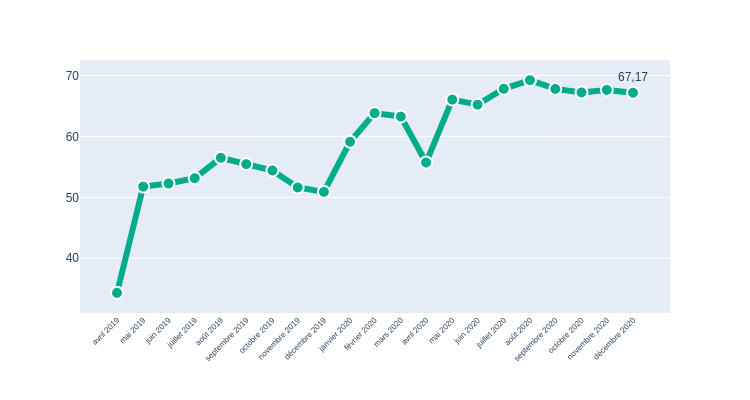 70
67,17
60
50
40
avril 2019
mai 2019
juin 2019
juillet 2019
août 2019
septembre 2019
octobre 2019
novembre 2019
décembre 2019
janvier 2020
février 2020
mars 2020
avril 2020
mai 2020
juin 2020
juillet 2020
août 2020
septembre 2020
octobre 2020
novembre 2020
décembre 2020